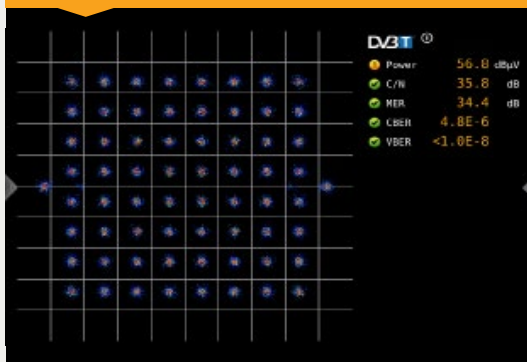 DVB T
Power 56.8 dBµV
C/N 35.8 dB
MER 34.4 dB
CBER 4.8E-6
VBER <1.0E-8